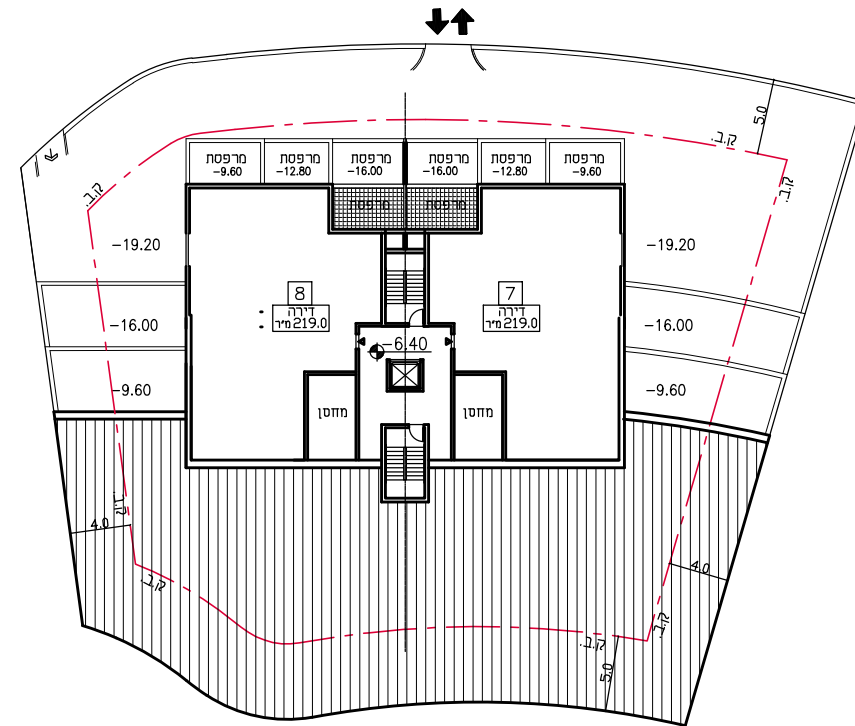 5.0
ק.ב.
ק.ב.
ק.ב.
מרפסת
-9.60
מרפסת
-12.80
מרפסת
-16.00
מרפסת
-16.00
מרפסת
-12.80
מרפסת
-9.60
מרפסת
מרפסת
-19.20
-19.20
8
דירה
219.0 מ"ר
7
דירה
219.0 מ"ר
-16.00
-16.00
-6.40
-9.60
-9.60
מחסן
מחסן
ק.ב.
4.0
ק.ב.
4.0
ק.ב.
ק.ב.
5.0